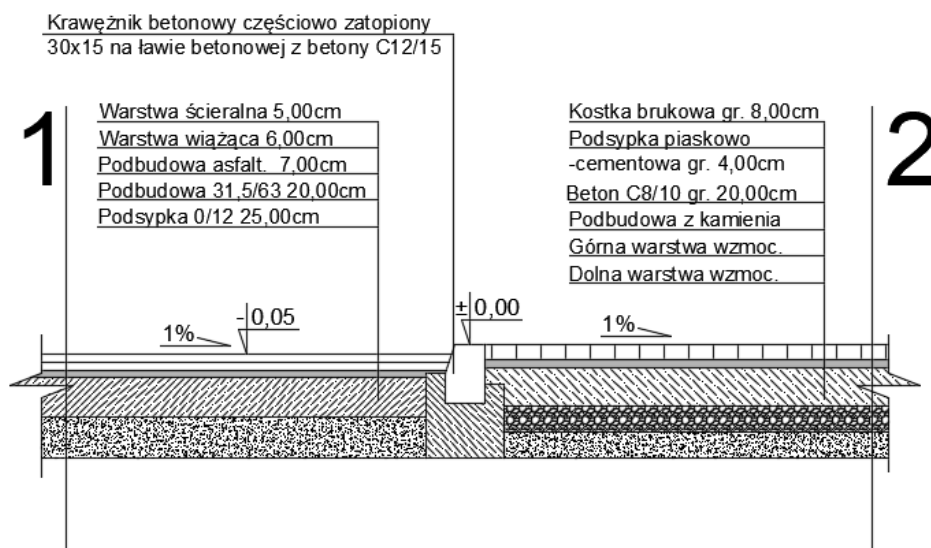 Krawężnik betonowy częściowo zatopiony
30x15 na ławie betonowej z betony C12/15
1
Warstwa ścieralna 5,00cm
Warstwa wiążąca 6,00cm
Podbudowa asfalt. 7,00cm
Podbudowa 31,5/63 20,00cm
Podsypka 0/12 25,00cm
Kostka brukowa gr. 8,00cm
Podsypka piaskowo
-cementowa gr. 4,00cm
Beton C8/10 gr. 20,00cm
Podbudowa z kamienia
Górna warstwa wzmoc.
Dolna warstwa wzmoc.
2
1%
-0,05
±0,00
1%